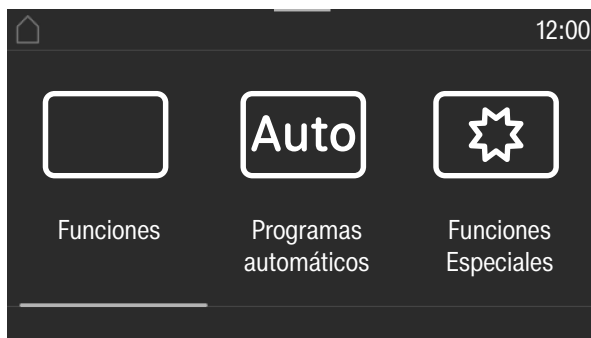 12:00
Auto
Funciones
Programas
automáticos
Funciones
Especiales